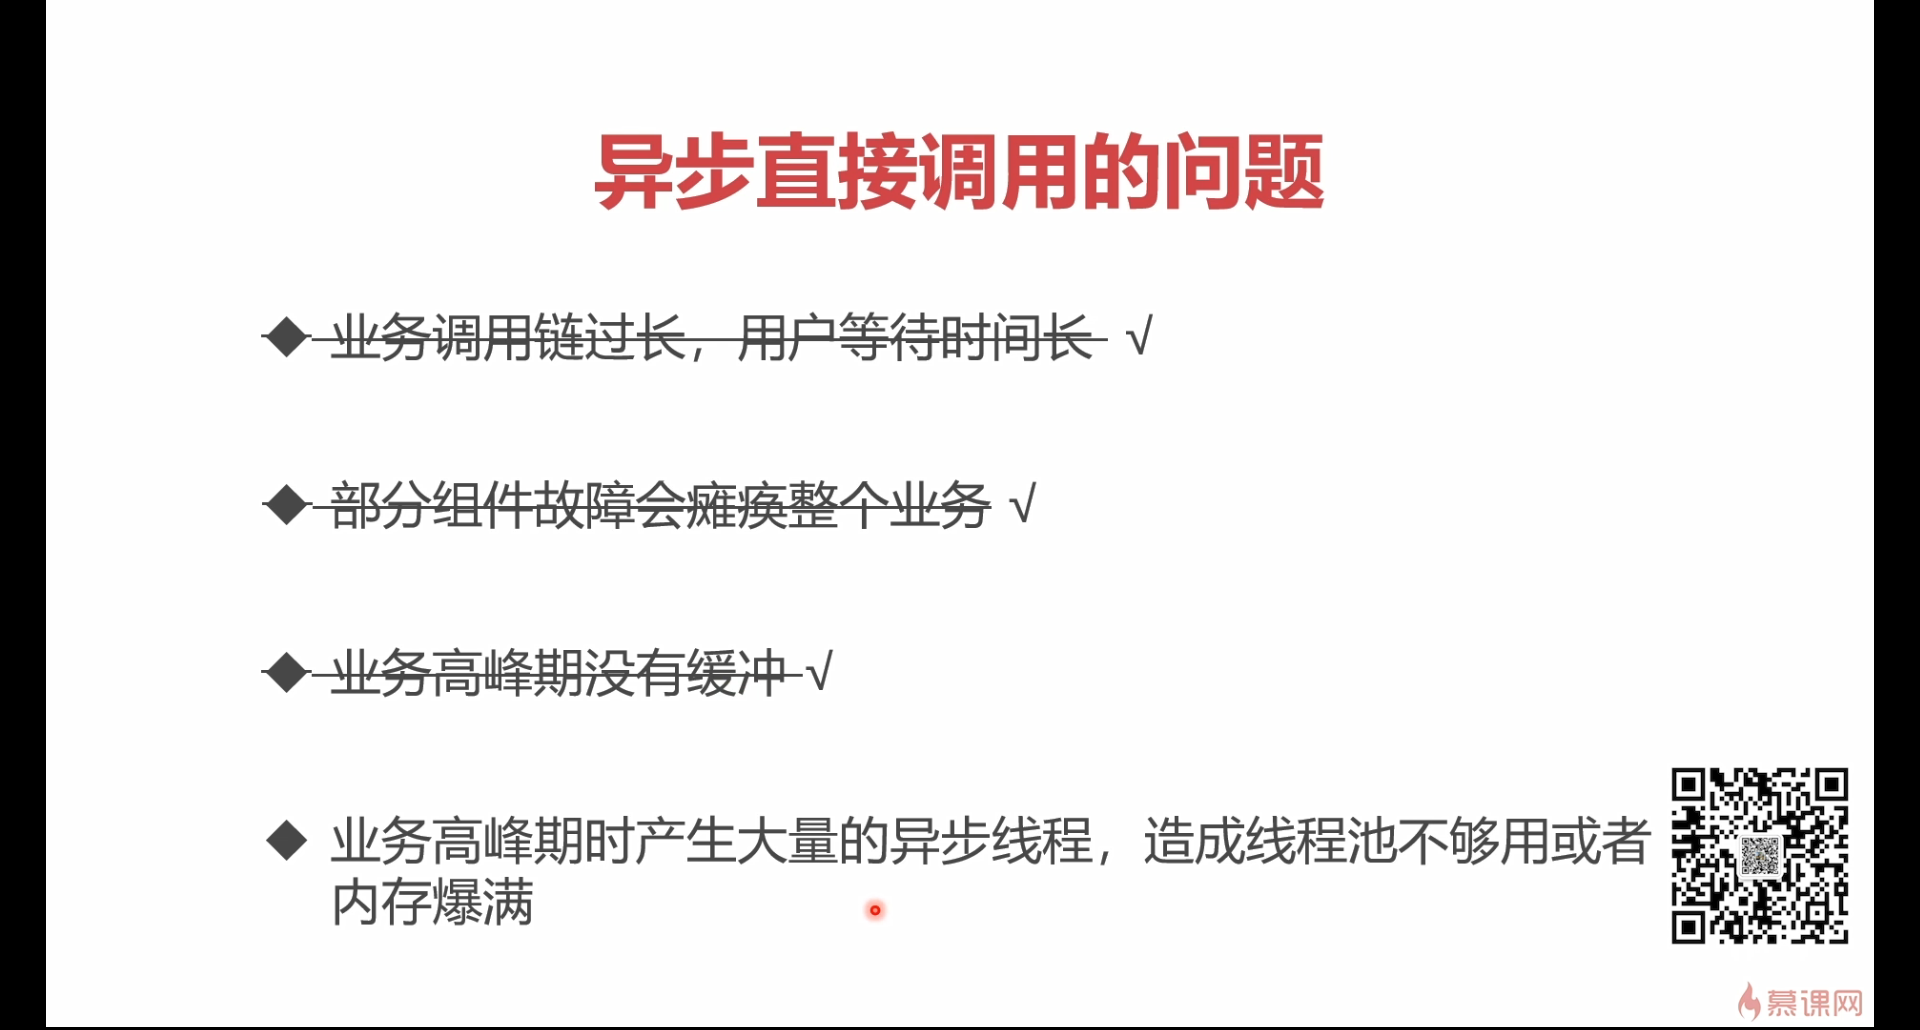 异步直接调用的问题
◆ 业务调用链过长，用户等待时间长 √
◆ 部分组件故障会瘫痪整个业务 √
◆ 业务高峰期没有缓冲 √
◆ 业务高峰期时产生大量的异步线程，造成线程池不够用或者
内存爆满
慕课网